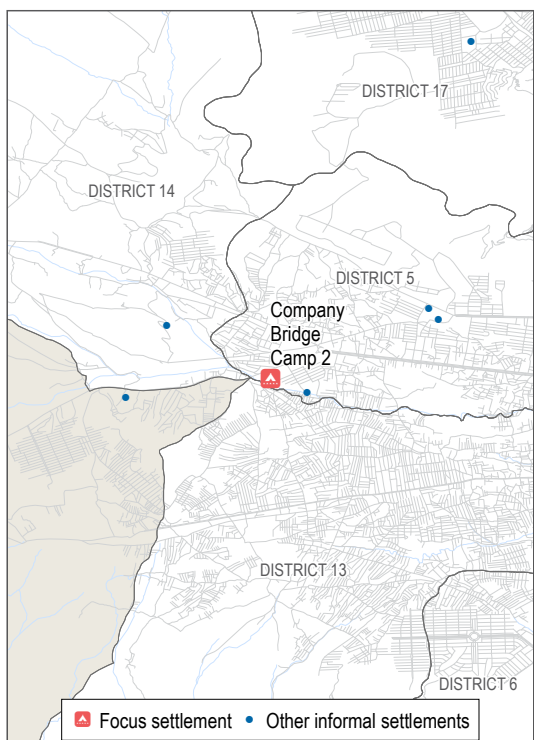 DISTRICT 17
DISTRICT 14
DISTRICT 5
Company
Bridge
Camp 2
DISTRICT 13
DISTRICT 6
Focus settlement
Other informal settlements